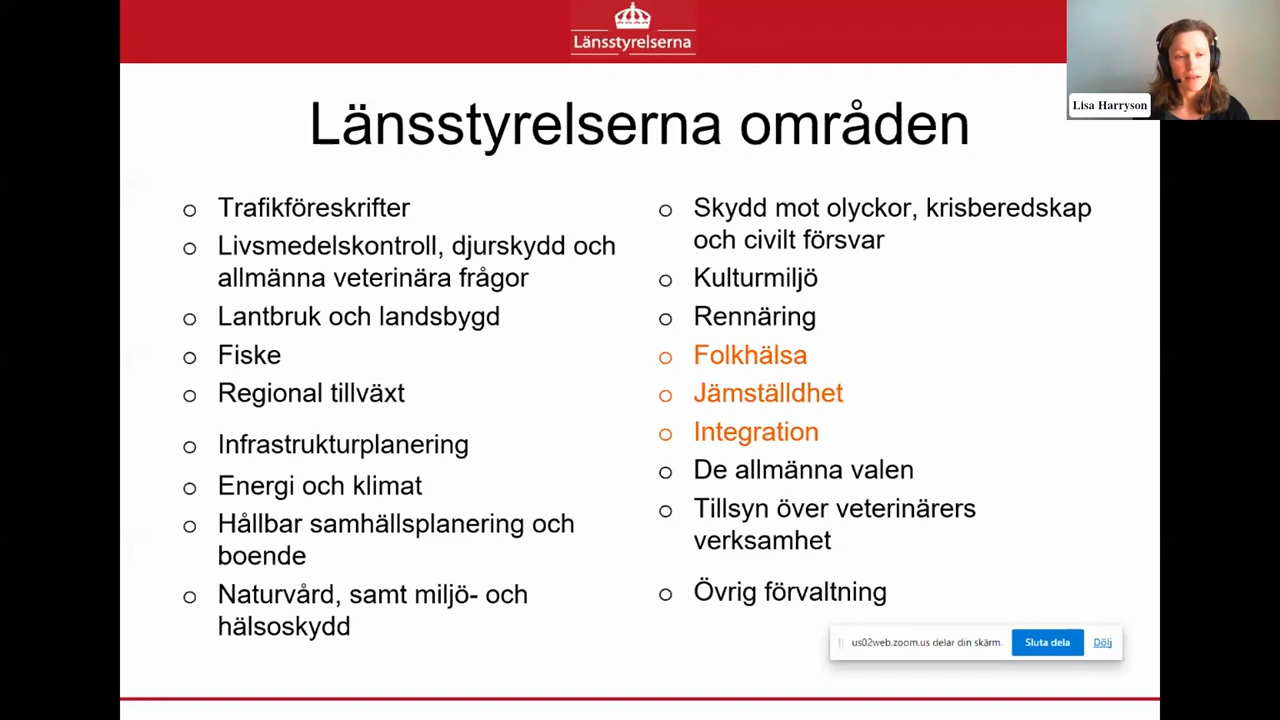 Länsstyrelserna
Lisa Harryson
Länsstyrelserna områden
Trafikföreskrifter
Livsmedelskontroll, djurskydd och
allmänna veterinära frågor
Lantbruk och landsbygd
Fiske
Regional tillväxt
Infrastrukturplanering
Energi och klimat
Hållbar samhällsplanering och
boende
Naturvård, samt miljö- och
hälsoskydd
Skydd mot olyckor, krisberedskap
och civilt försvar
Kulturmiljö
Rennäring
Folkhälsa
Jämställdhet
Integration
De allmänna valen
Tillsyn över veterinärers
verksamhet
Övrig förvaltning
us02web.zoom.us delar din skärm. Sluta dela Dölj